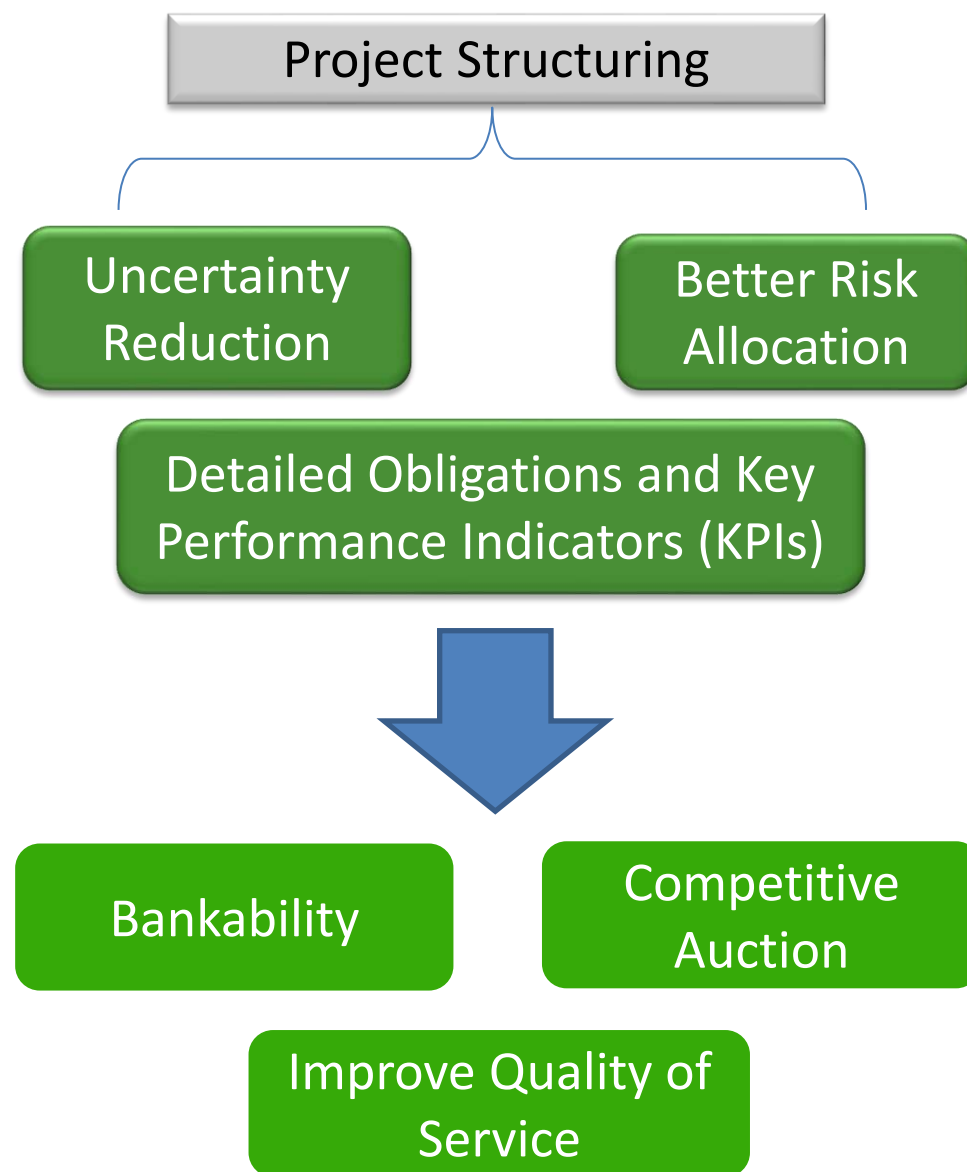 Project Structuring
Uncertainty
Reduction
Better Risk
Allocation
Detailed Obligations and Key
Performance Indicators (KPIs)
Bankability
Competitive
Auction
Improve Quality of
Service